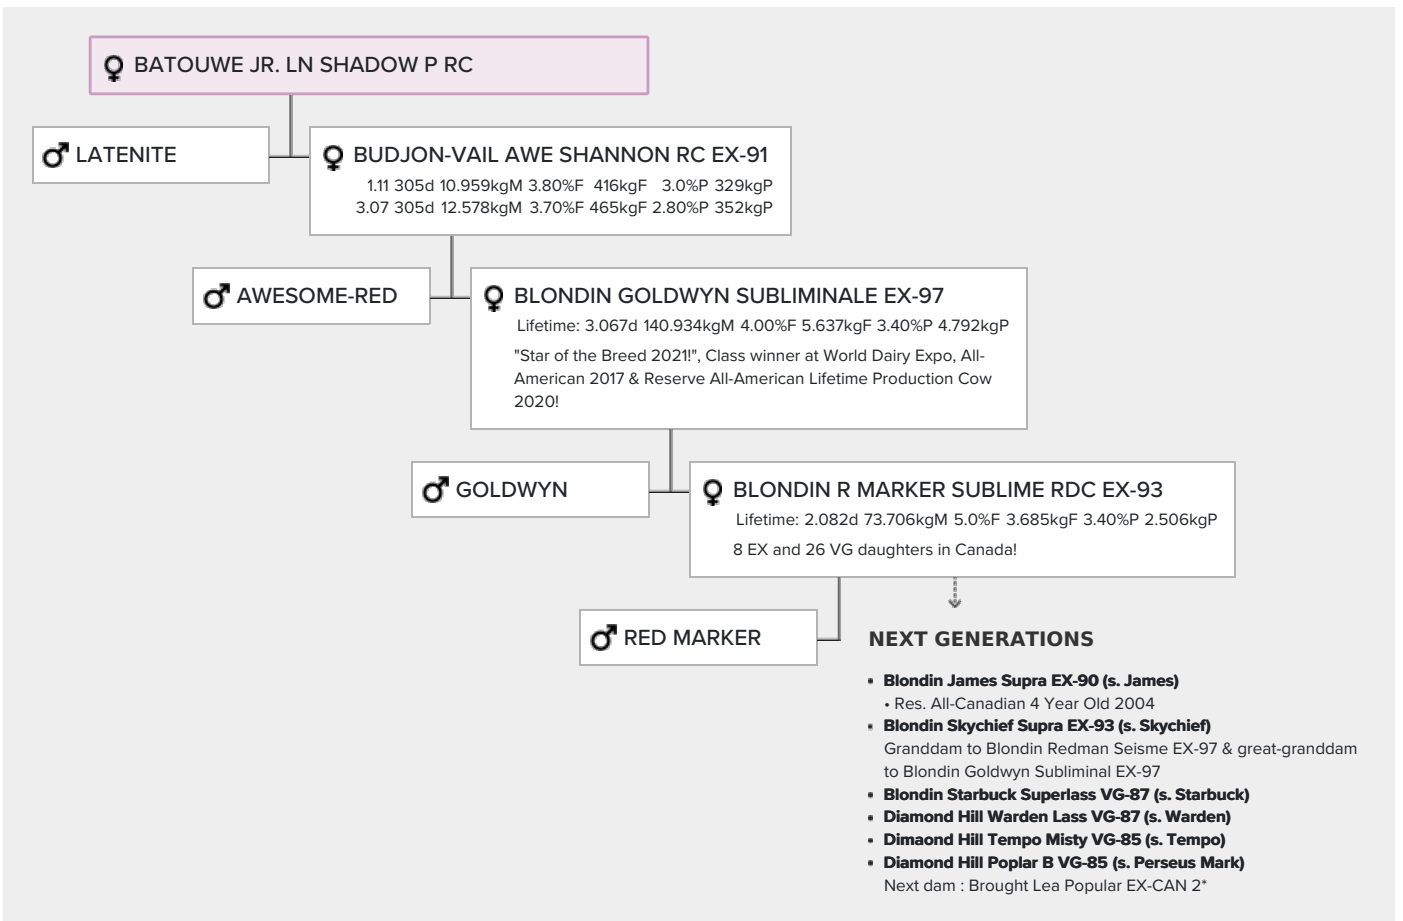 BATOUWE JR. LN SHADOW P RC
LATENITE
BUDJON-VAIL AWE SHANNON RC EX-91
1.11 305d 10.959kgM 3.80%F 416kgF 3.0%P 329kgP
3.07 305d 12.578kgM 3.70%F 465kgF 2.80%P 352kgP
AWESOME-RED
BLONDIN GOLDWYN SUBLIMINALE EX-97
Lifetime: 3.067d 140.934kgM 4.00%F 5.637kgF 3.40%P 4.792kgP
"Star of the Breed 2021!", Class winner at World Dairy Expo, All-
American 2017 & Reserve All-American Lifetime Production Cow
2020!
GOLDWYN
BLONDIN R MARKER SUBLIME RDC EX-93
Lifetime: 2.082d 73.706kgM 5.0%F 3.685kgF 3.40%P 2.506kgP
8 EX and 26 VG daughters in Canada!
RED MARKER
NEXT GENERATIONS
• Blondin James Supra EX-90 (s. James)
• Res. All-Canadian 4 Year Old 2004
• Blondin Skychief Supra EX-93 (s. Skychief)
Granddam to Blondin Redman Seisme EX-97 & great-granddam
to Blondin Goldwyn Subliminal EX-97
• Blondin Starbuck Superlass VG-87 (s. Starbuck)
• Diamond Hill Warden Lass VG-87 (s. Warden)
• Dimaond Hill Tempo Misty VG-85 (s. Tempo)
• Diamond Hill Poplar B VG-85 (s. Perseus Mark)
Next dam : Brought Lea Popular EX-CAN 2*